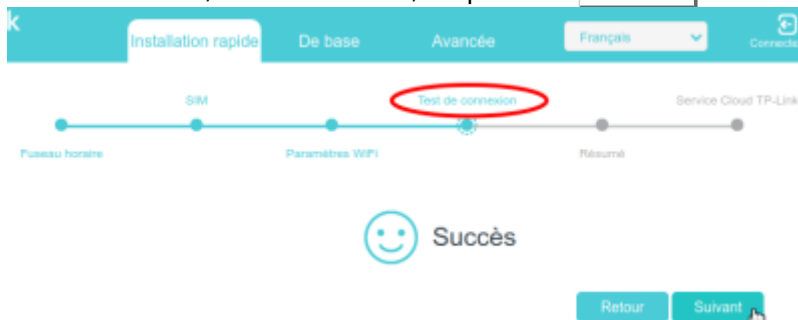 k
Installation rapide De base Avancée Français Connecte
SIM Test de connexion Service Cloud TP-Link
Fuseau horaire Paramètres WiFi Résumé
Succès
Retour Suivant